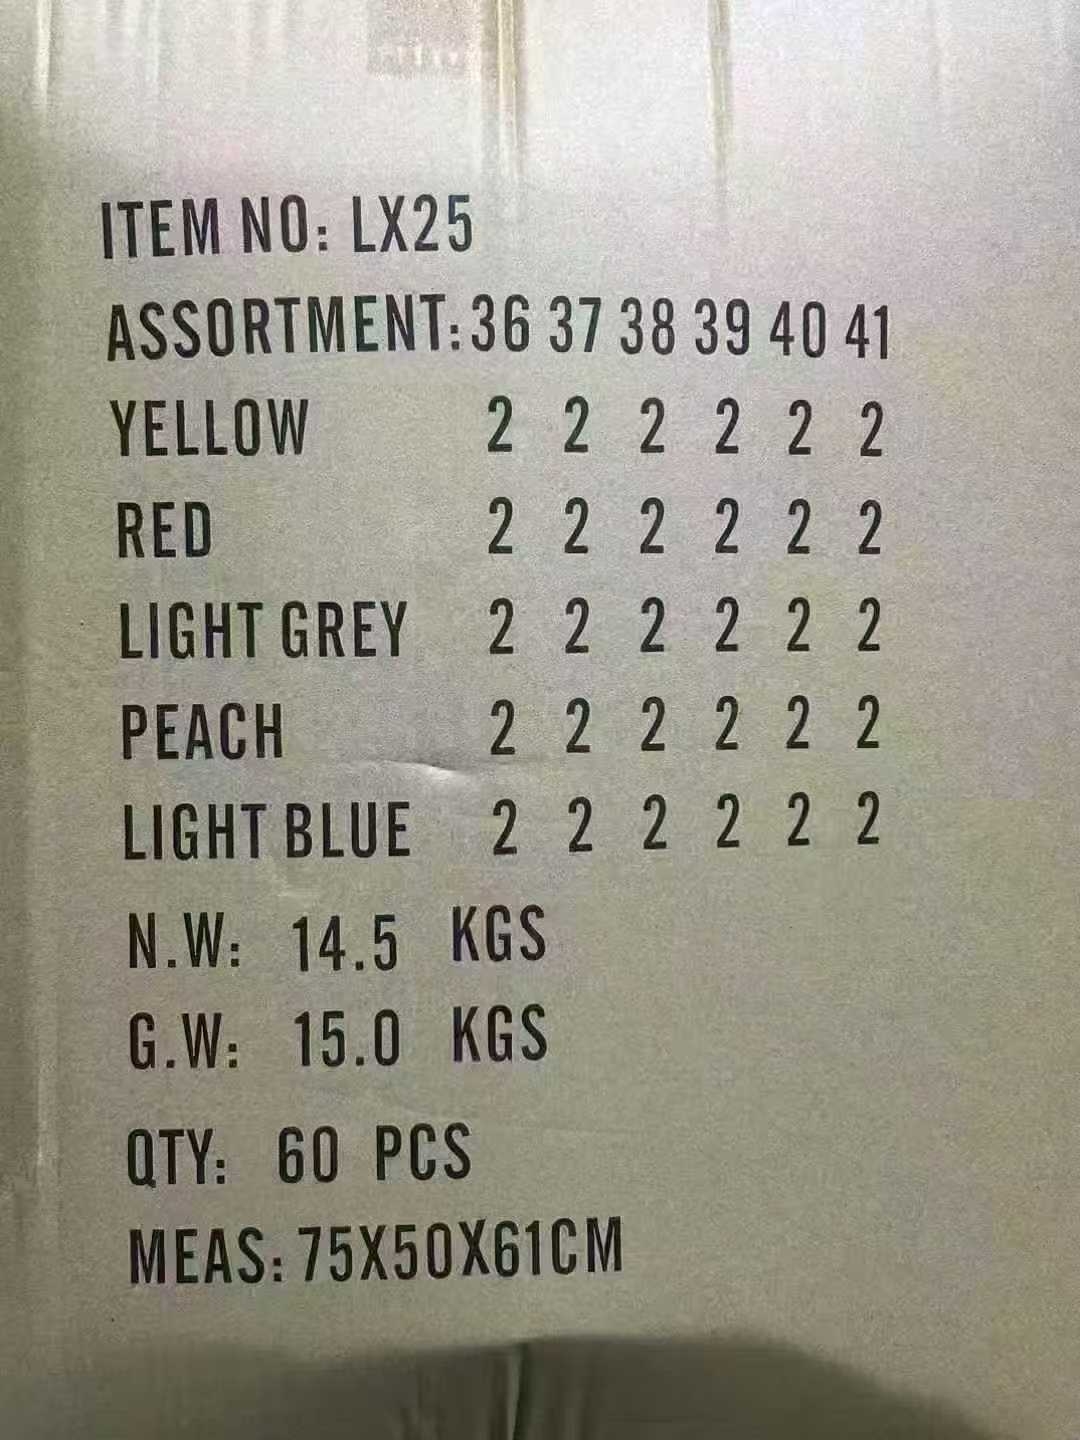 ITEM NO: LX25
ASSORTMENT: 36 37 38 39 40 41
YELLOW 2 2 2 2 2 2
RED 2 2 2 2 2 2
LIGHT GREY 2 2 2 2 2 2
PEACH 2 2 2 2 2 2
LIGHT BLUE 2 2 2 2 2 2
N.W: 14.5 KGS
G.W: 15.0 KGS
QTY: 60 PCS
MEAS: 75X50X61CM